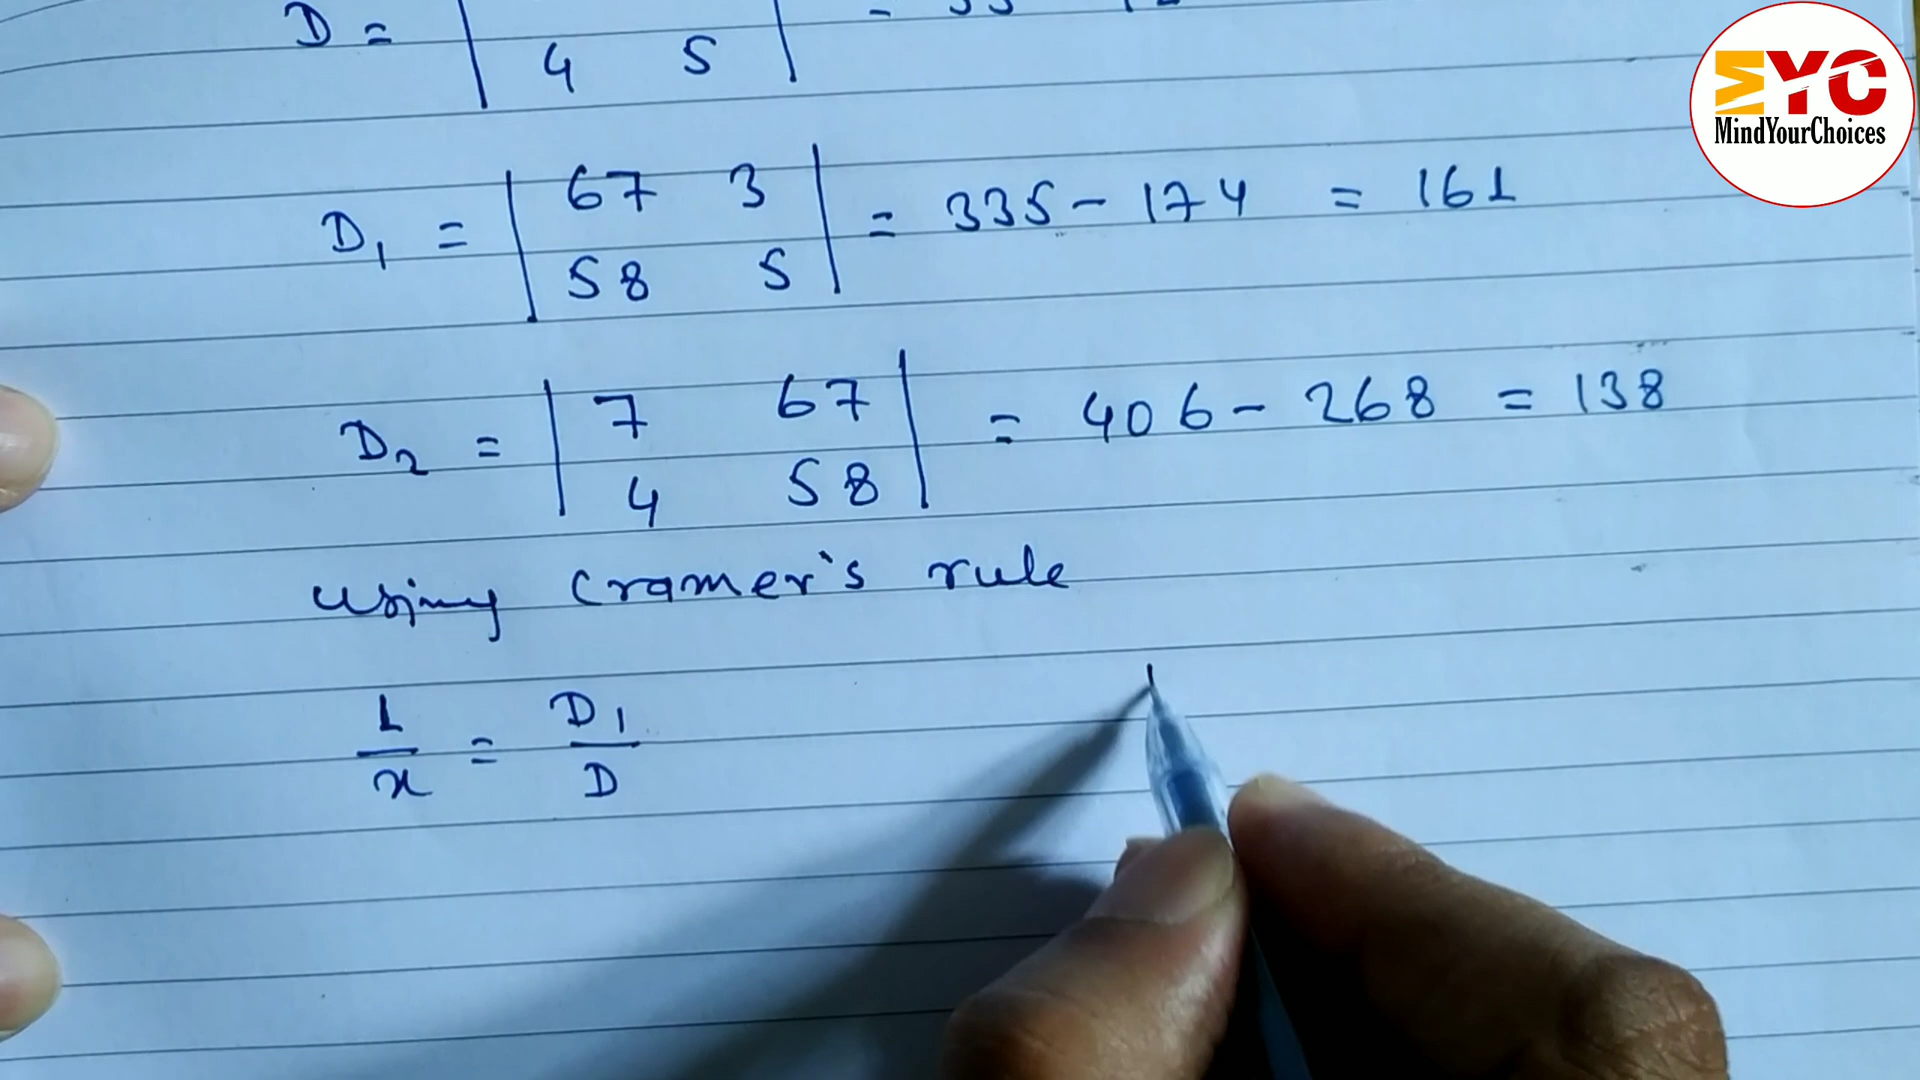 D =
4 5
MYC
MindYourChoices
D₁ = | 67 3 | = 335 - 174 = 161
58 5
D₂ = | 7 67 | = 406 - 268 = 138
4 58
using Cramer's rule
1/x = D₁/D